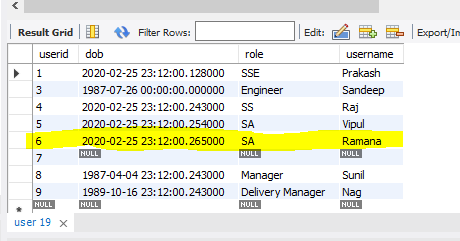 Result Grid Filter Rows: Edit: Export/Im
userid dob role username
1 2020-02-25 23:12:00.128000 SSE Prakash
3 1987-07-26 00:00:00.000000 Engineer Sandeep
4 2020-02-25 23:12:00.243000 SS Raj
5 2020-02-25 23:12:00.254000 SA Vipul
6 2020-02-25 23:12:00.265000 SA Ramana
7 NULL NULL NULL
8 1987-04-04 23:12:00.243000 Manager Sunil
9 1989-10-16 23:12:00.243000 Delivery Manager Nag
NULL NULL NULL NULL
user 19